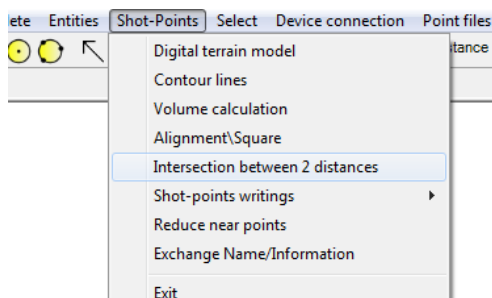 Entities Shot-Points Select Device connection Point files
Digital terrain model
Contour lines
Volume calculation
Alignment\Square
Intersection between 2 distances
Shot-points writings
Reduce near points
Exchange Name/Information
Exit